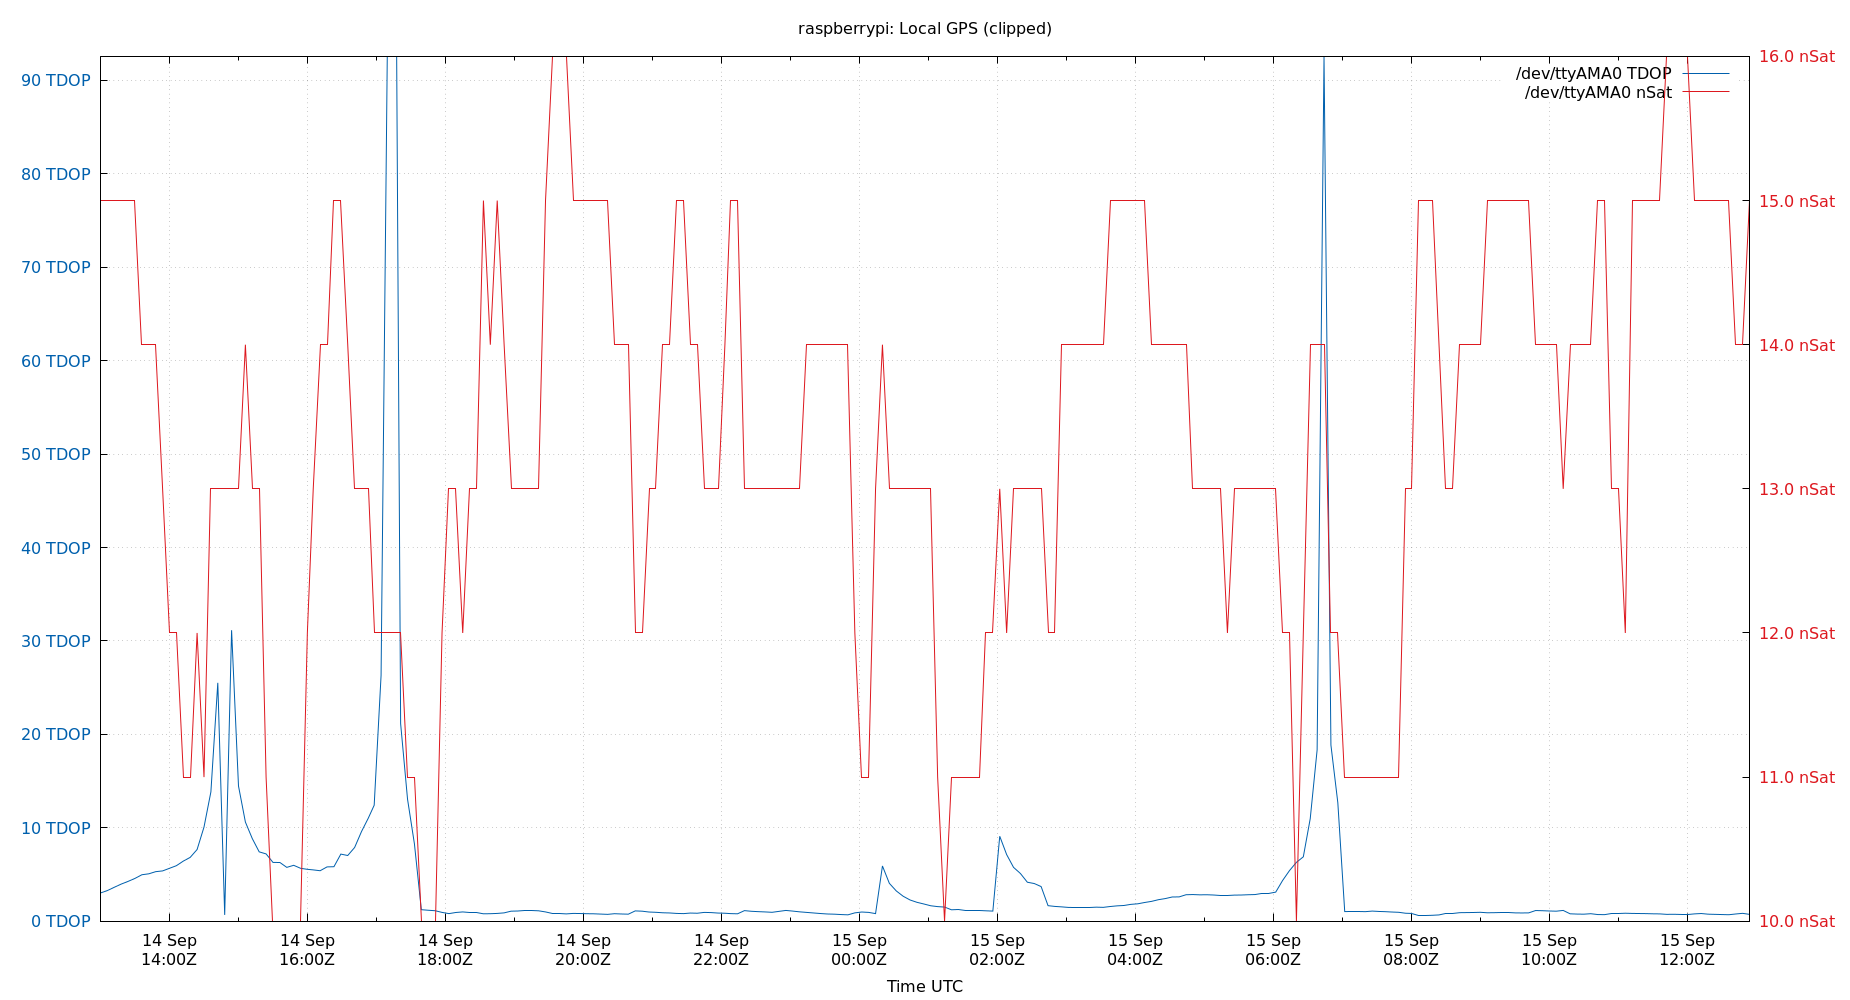 raspberrypi: Local GPS (clipped)
90 TDOP
80 TDOP
70 TDOP
60 TDOP
50 TDOP
40 TDOP
30 TDOP
20 TDOP
10 TDOP
0 TDOP
/dev/ttyAMA0 TDOP
/dev/ttyAMA0 nSat
16.0 nSat
15.0 nSat
14.0 nSat
13.0 nSat
12.0 nSat
11.0 nSat
10.0 nSat
14 Sep
14:00Z
14 Sep
16:00Z
14 Sep
18:00Z
14 Sep
20:00Z
14 Sep
22:00Z
15 Sep
00:00Z
15 Sep
02:00Z
15 Sep
04:00Z
15 Sep
06:00Z
15 Sep
08:00Z
15 Sep
10:00Z
15 Sep
12:00Z
Time UTC